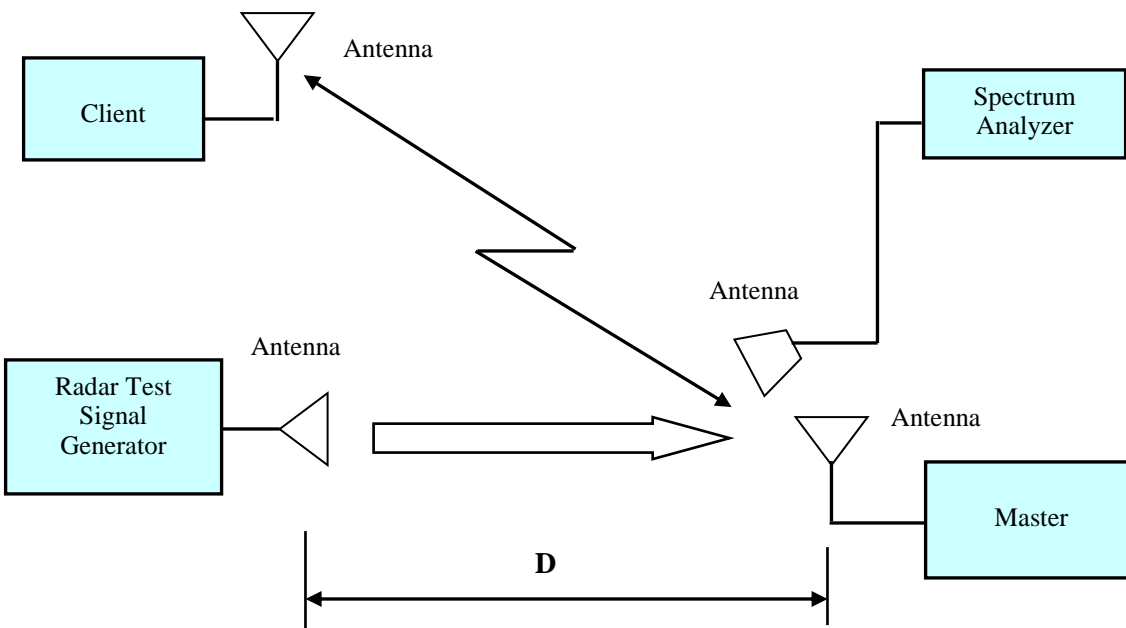 Antenna
Client
Spectrum
Analyzer
Antenna
Antenna
Radar Test
Signal
Generator
Antenna
Master
D